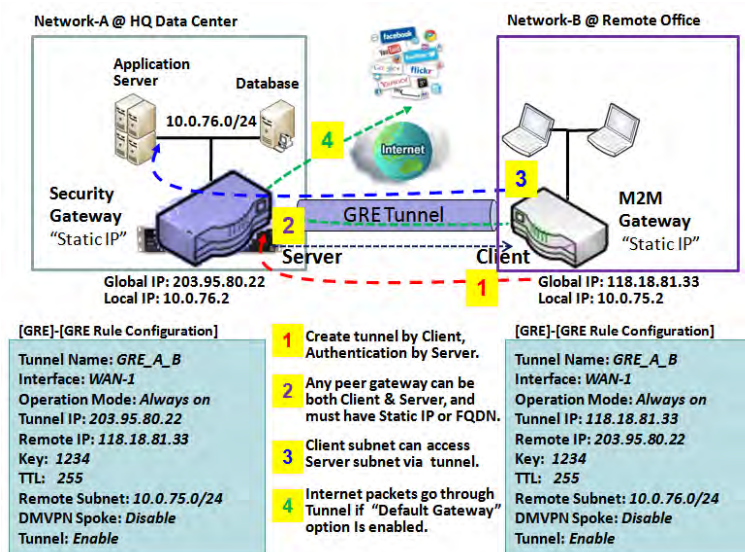 Network-A @ HQ Data Center
Network-B @ Remote Office
Application
Server
Database
10.0.76.0/24
facebook
flickr
4
Internet
3
Security
Gateway
"Static IP"
2
GRE Tunnel
M2M
Gateway
"Static IP"
Server
Client
1
Global IP: 203.95.80.22
Local IP: 10.0.76.2
Global IP: 118.18.81.33
Local IP: 10.0.75.2
[GRE]-[GRE Rule Configuration]
Tunnel Name: GRE_A_B
Interface: WAN-1
Operation Mode: Always on
Tunnel IP: 203.95.80.22
Remote IP: 118.18.81.33
Key: 1234
TTL: 255
Remote Subnet: 10.0.75.0/24
DMVPN Spoke: Disable
Tunnel: Enable
1 Create tunnel by Client,
Authentication by Server.
2 Any peer gateway can be
both Client & Server, and
must have Static IP or FQDN.
3 Client subnet can access
Server subnet via tunnel.
4 Internet packets go through
Tunnel if "Default Gateway"
option Is enabled.
[GRE]-[GRE Rule Configuration]
Tunnel Name: GRE_A_B
Interface: WAN-1
Operation Mode: Always on
Tunnel IP: 118.18.81.33
Remote IP: 203.95.80.22
Key: 1234
TTL: 255
Remote Subnet: 10.0.76.0/24
DMVPN Spoke: Disable
Tunnel: Enable